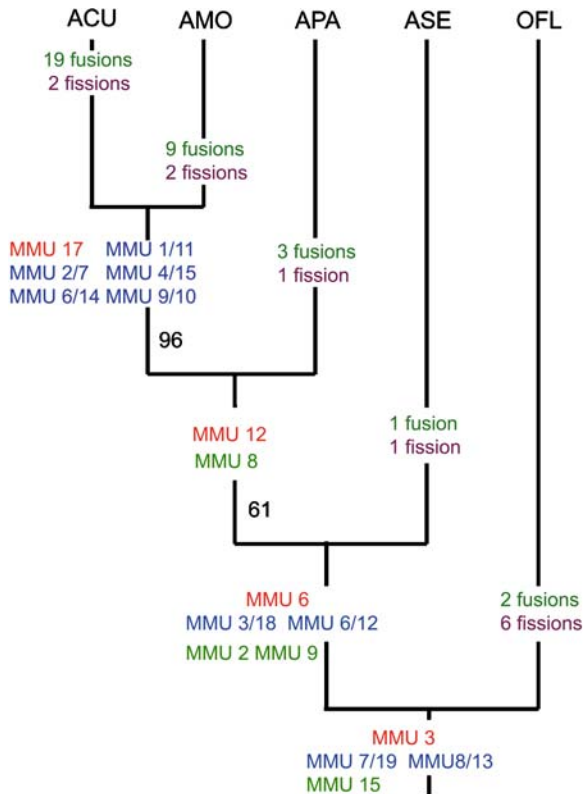 ACU AMO APA ASE OFL
19 fusions
2 fissions
9 fusions
2 fissions
MMU 17 MMU 1/11
MMU 2/7 MMU 4/15
MMU 6/14 MMU 9/10
3 fusions
1 fission
96
MMU 12
MMU 8
1 fusion
1 fission
61
MMU 6
MMU 3/18 MMU 6/12
MMU 2 MMU 9
2 fusions
6 fissions
MMU 3
MMU 7/19 MMU8/13
MMU 15